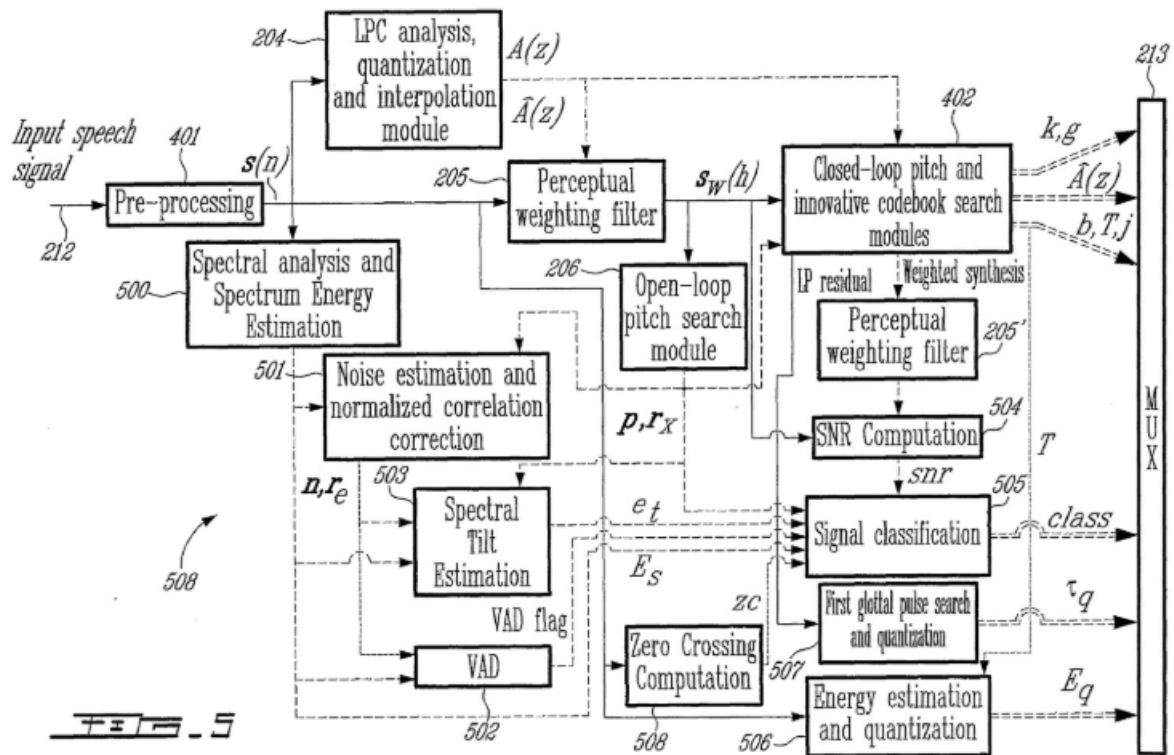 204
LPC analysis,
quantization
and interpolation
module
A(z)
Â(z)
213
Input speech
signal
401
s(n)
Pre-processing
212
205
Perceptual
weighting filter
s_w(h)
402
Closed-loop pitch and
innovative codebook search
modules
k,g
Â(z)
b,T,j
500
Spectral analysis and
Spectrum Energy
Estimation
206
Open-loop
pitch search
module
LP residual
Weighted synthesis
Perceptual
weighting filter
205'
501
Noise estimation and
normalized correlation
correction
p,r_x
504
SNR Computation
snr
T
MUX
n,r_e
503
Spectral
Tilt
Estimation
e_t
E_s
505
Signal classification
class
508
VAD flag
zc
VAD
502
Zero Crossing
Computation
508
First glottal pulse search
and quantization
507
τ_q
Energy estimation
and quantization
506
E_q
FIG. 5